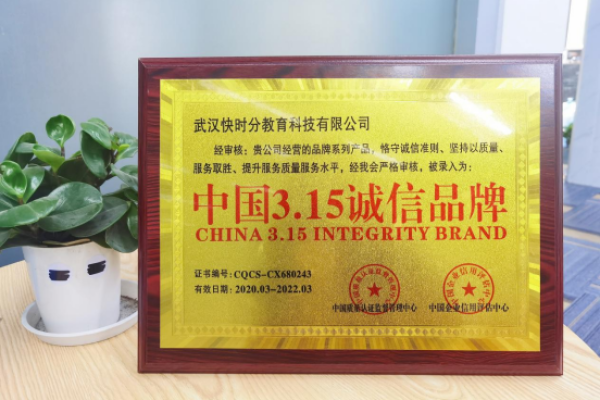 武汉快时分教育科技有限公司
经审核：贵公司经营的品牌系列产品，恪守诚信准则、坚持以质量、
服务取胜、提升服务质量服务水平，经我会严格审核，被录入为：
中国3.15诚信品牌
CHINA 3.15 INTEGRITY BRAND
证书编号：CQCS-CX680243
有效日期：2020.03-2022.03
中国质量认证监督管理中心
中国企业信用评估中心